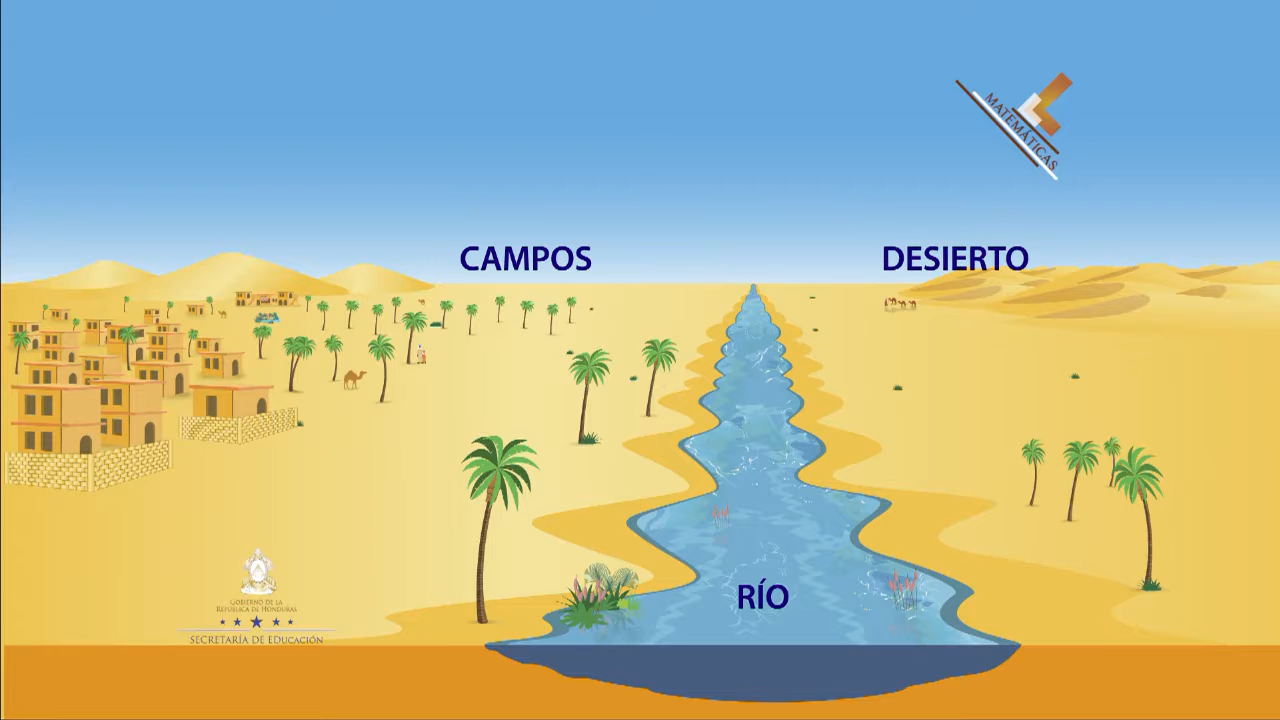 MATEMÁTICAS
CAMPOS
DESIERTO
RÍO
GOBIERNO DE LA
REPÚBLICA DE HONDURAS
SECRETARÍA DE EDUCACIÓN